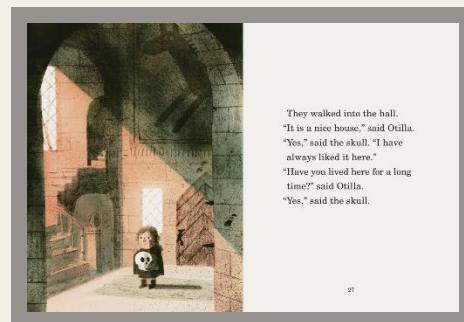 They walked into the hall.
“It is a nice house,” said Otilla.
“Yes,” said the skull. “I have
always liked it here.”
“Have you lived here for a long
time?” said Otilla.
“Yes,” said the skull.
27